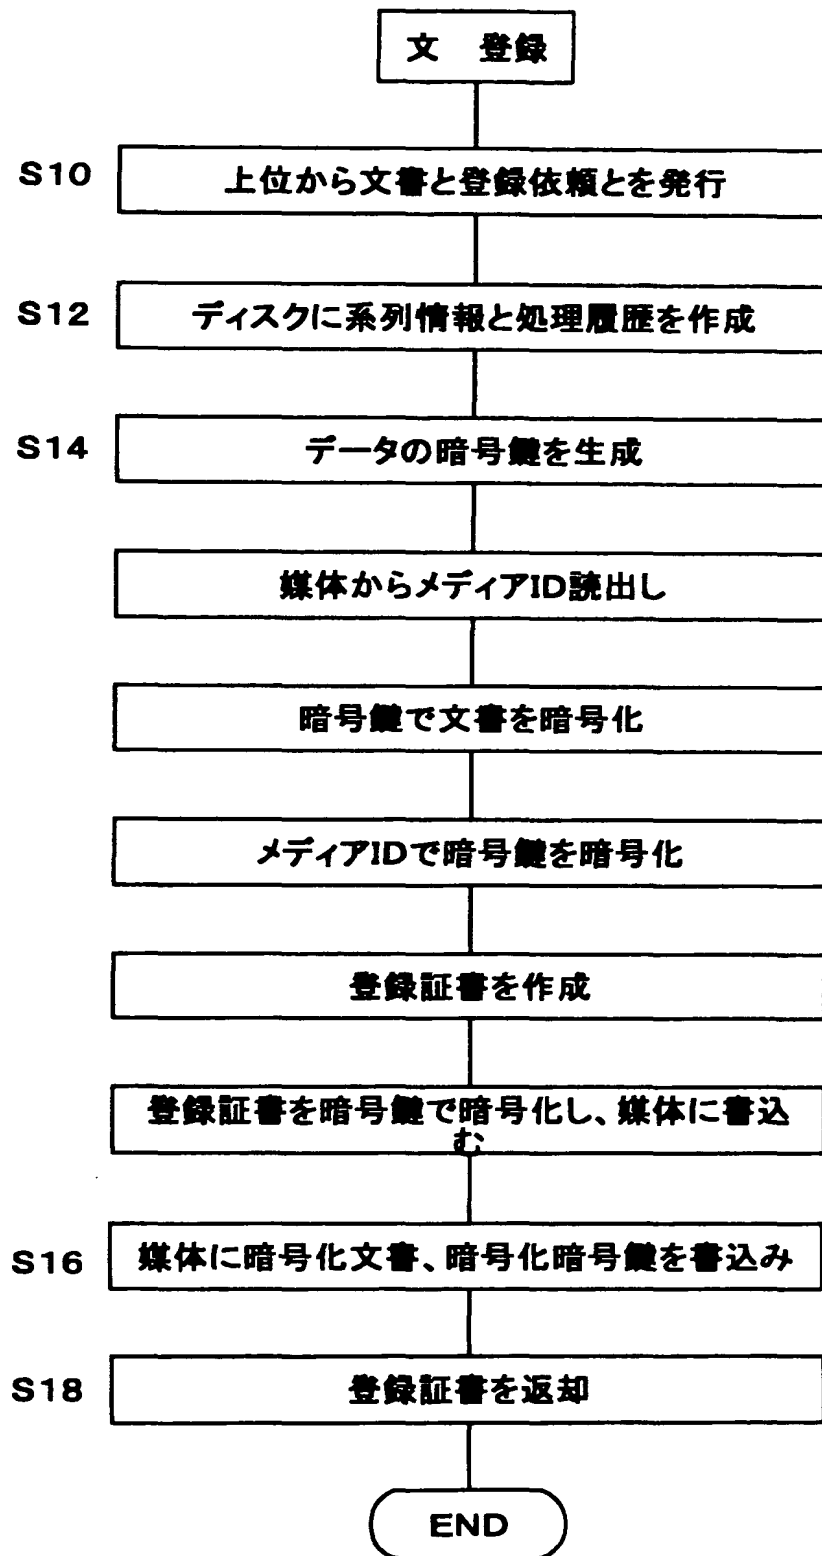 文 登録
S10 上位から文書と登録依頼とを発行
S12 ディスクに系列情報と処理履歴を作成
S14 データの暗号鍵を生成
媒体からメディアID読出し
暗号鍵で文書を暗号化
メディアIDで暗号鍵を暗号化
登録証書を作成
登録証書を暗号鍵で暗号化し、媒体に書込
む
S16 媒体に暗号化文書、暗号化暗号鍵を書込み
S18 登録証書を返却
END